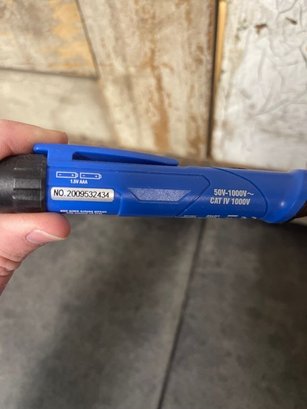 1.5V AAA
NO.2009532434
50V-1000V~
CAT IV 1000V